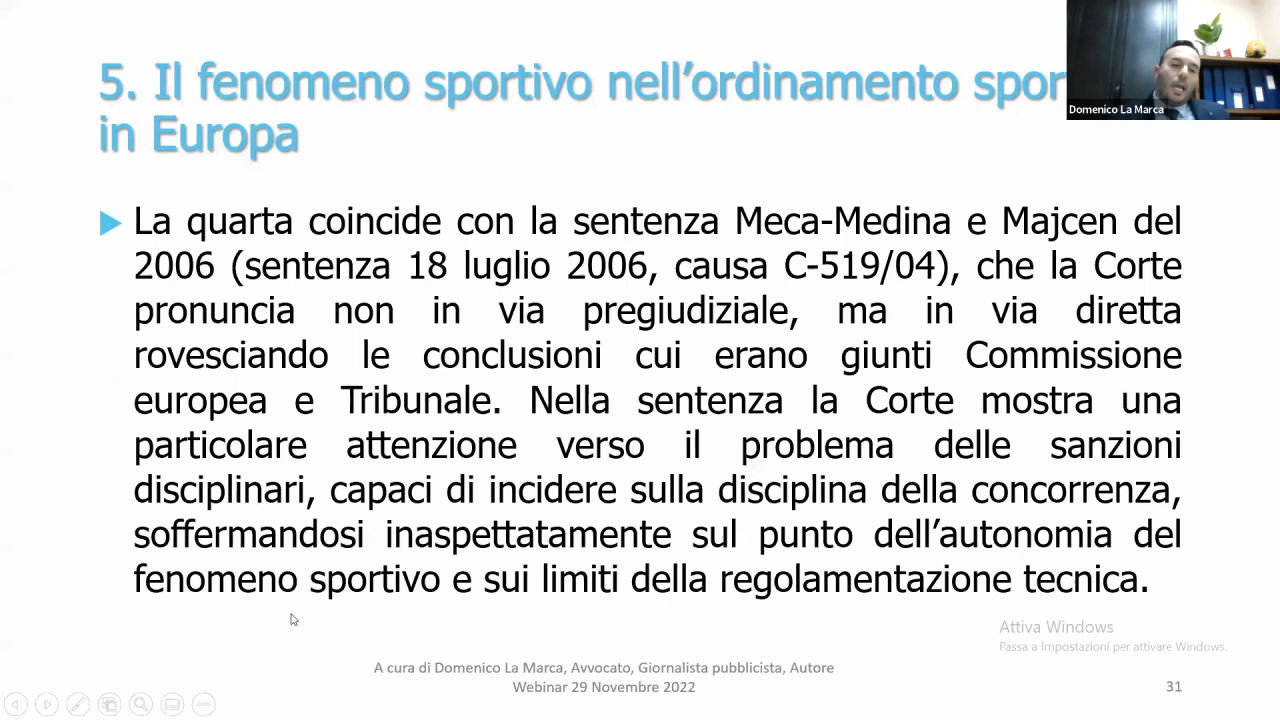 5. Il fenomeno sportivo nell’ordinamento
in Europa
Domenico La Marca
La quarta coincide con la sentenza Meca-Medina e Majcen del
2006 (sentenza 18 luglio 2006, causa C-519/04), che la Corte
pronuncia non in via pregiudiziale, ma in via diretta
rovesciando le conclusioni cui erano giunti Commissione
europea e Tribunale. Nella sentenza la Corte mostra una
particolare attenzione verso il problema delle sanzioni
disciplinari, capaci di incidere sulla disciplina della concorrenza,
soffermandosi inaspettatamente sul punto dell’autonomia del
fenomeno sportivo e sui limiti della regolamentazione tecnica.
Attiva Windows
Passa a Impostazioni per attivare Windows.
A cura di Domenico La Marca, Avvocato, Giornalista pubblicista, Autore
Webinar 29 Novembre 2022
31